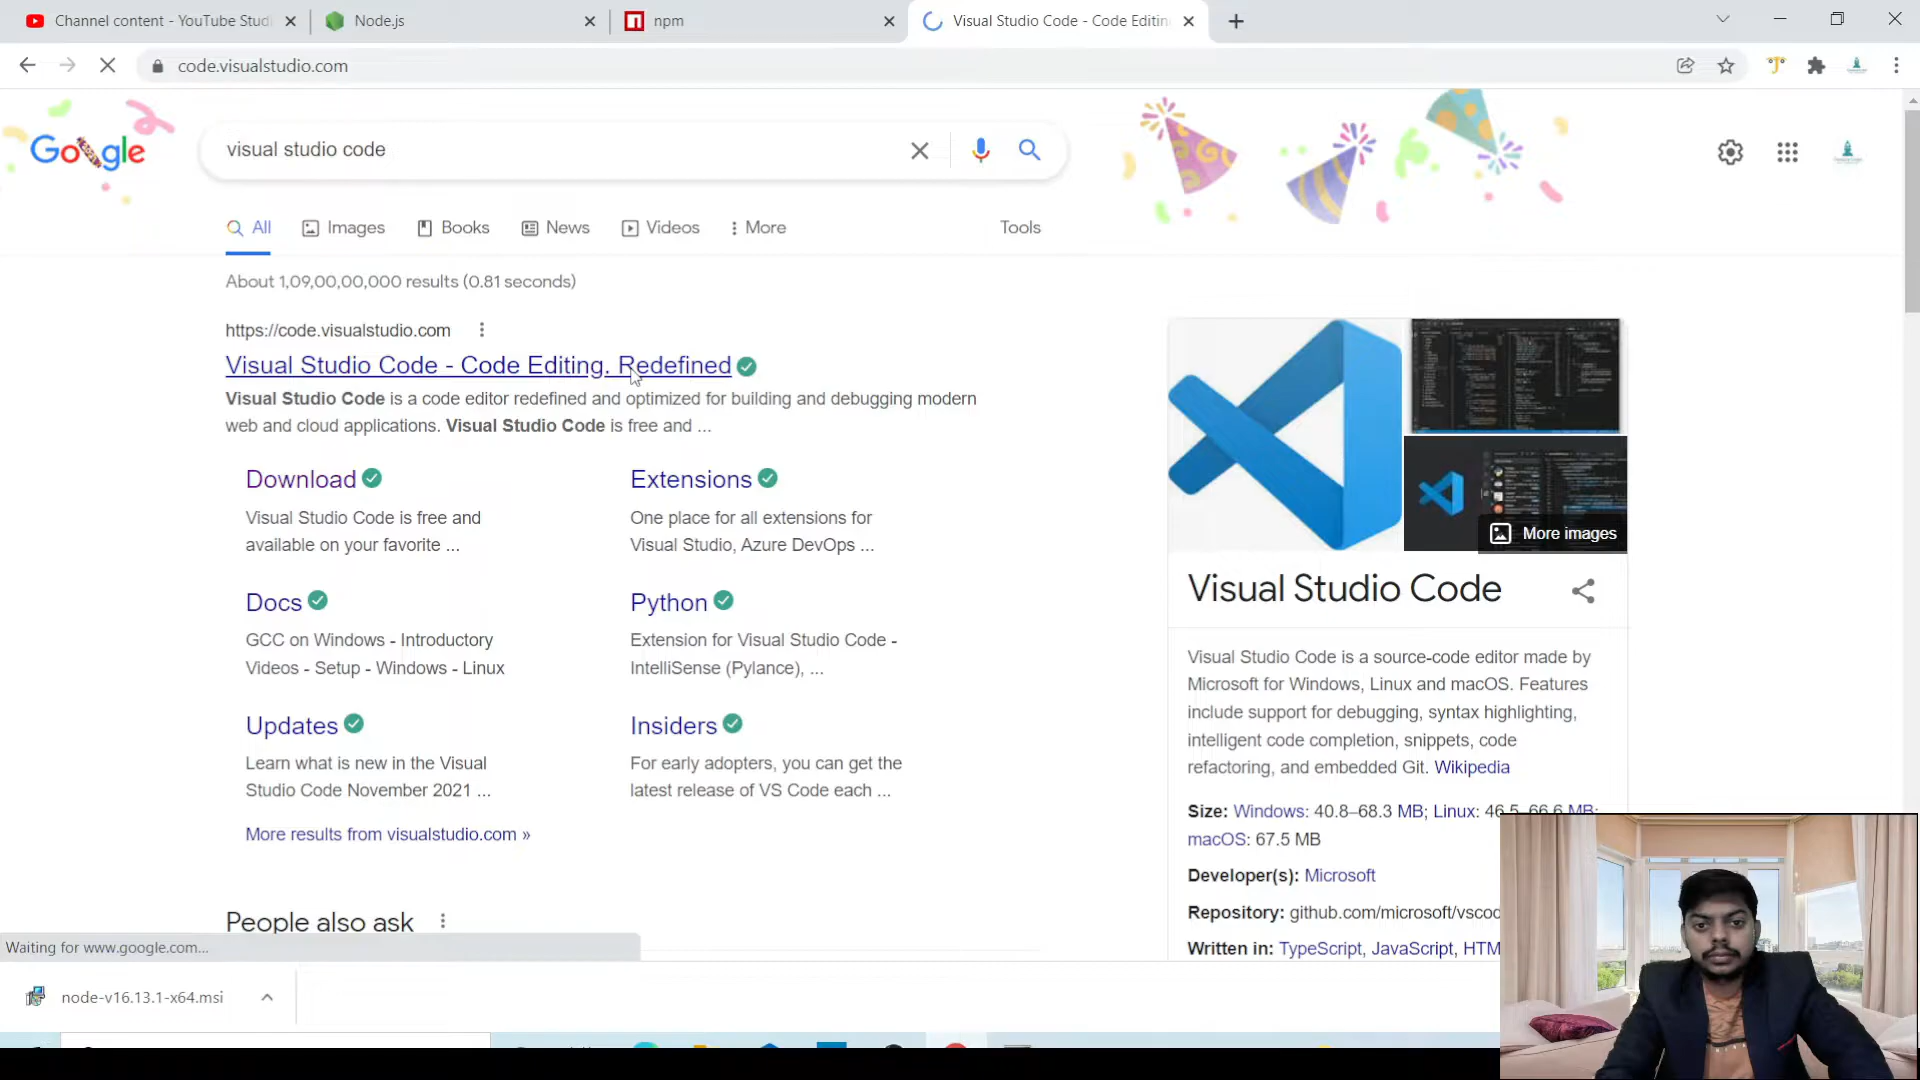 Channel content - YouTube Stud
Node.js
npm
Visual Studio Code - Code Editin
code.visualstudio.com
Google
visual studio code
All
Images
Books
News
Videos
More
Tools
About 1,09,00,00,000 results (0.81 seconds)
https://code.visualstudio.com
Visual Studio Code - Code Editing. Redefined
Visual Studio Code is a code editor redefined and optimized for building and debugging modern
web and cloud applications. Visual Studio Code is free and ...
Download
Visual Studio Code is free and
available on your favorite ...
Extensions
One place for all extensions for
Visual Studio, Azure DevOps ...
Docs
GCC on Windows - Introductory
Videos - Setup - Windows - Linux
Python
Extension for Visual Studio Code -
IntelliSense (Pylance), ...
Updates
Learn what is new in the Visual
Studio Code November 2021 ...
Insiders
For early adopters, you can get the
latest release of VS Code each ...
More results from visualstudio.com »
People also ask
More images
Visual Studio Code
Visual Studio Code is a source-code editor made by
Microsoft for Windows, Linux and macOS. Features
include support for debugging, syntax highlighting,
intelligent code completion, snippets, code
refactoring, and embedded Git. Wikipedia
Size: Windows: 40.8–68.3 MB; Linux: 46.5–66.6 MB;
macOS: 67.5 MB
Developer(s): Microsoft
Repository: github.com/microsoft/vscod
Written in: TypeScript, JavaScript, HTM
Waiting for www.google.com...
node-v16.13.1-x64.msi